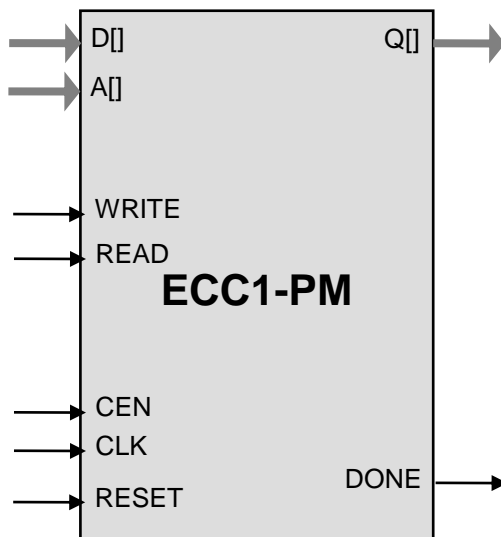 D[] Q[]
A[]
WRITE
READ
ECC1-PM
CEN
CLK
RESET
DONE